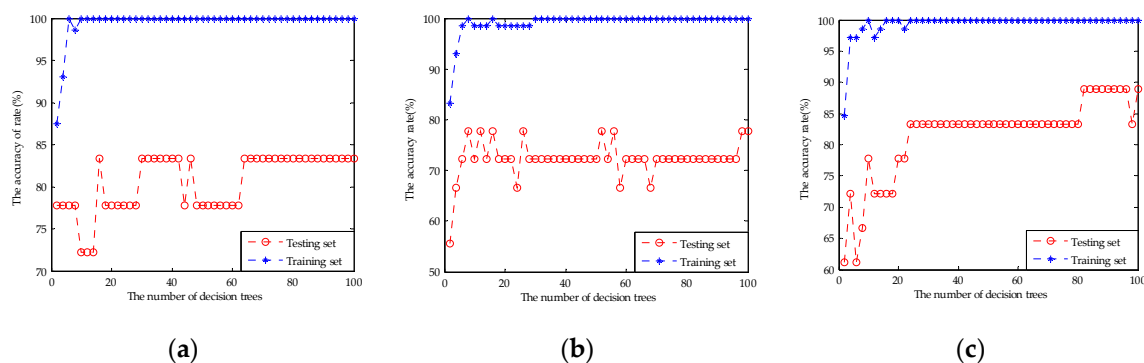 The accuracy of rate(%)
100
95
90
85
80
75
70
0
20
40
60
80
100
The number of decision trees
Testing set
Training set
(a)
The accuracy rate(%)
100
90
80
70
60
50
0
20
40
60
80
100
The number of decision trees
Testing set
Training set
(b)
The accuracy rate(%)
100
95
90
85
80
75
70
65
60
0
20
40
60
80
100
The number of decision trees
Testing set
Training set
(c)